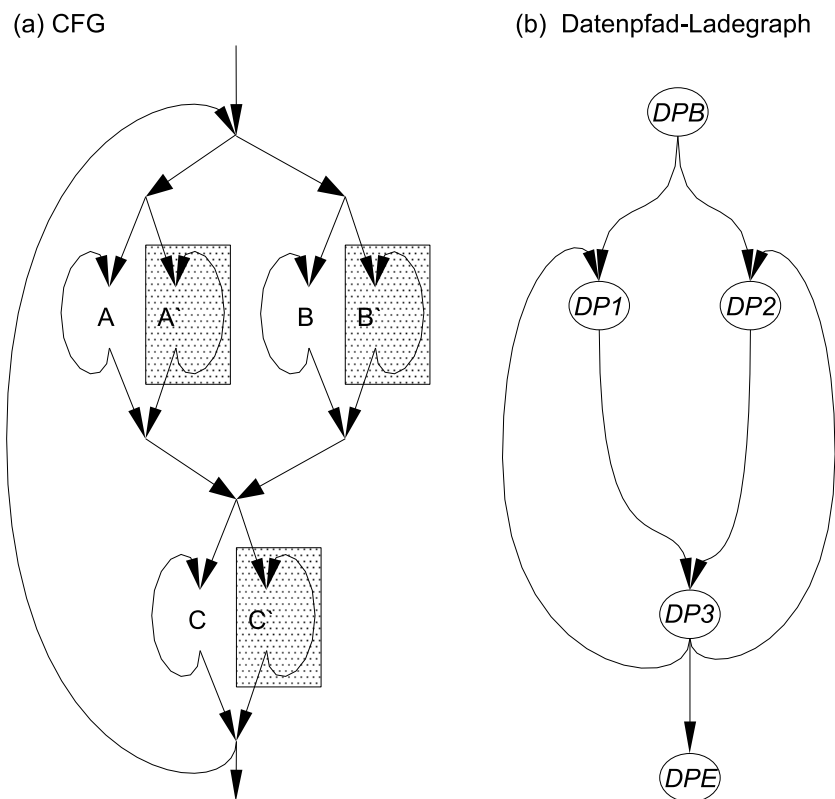 (a) CFG
(b) Datenpfad-Ladegraph
DPB
A A` B B`
DP1 DP2
C C`
DP3
DPE